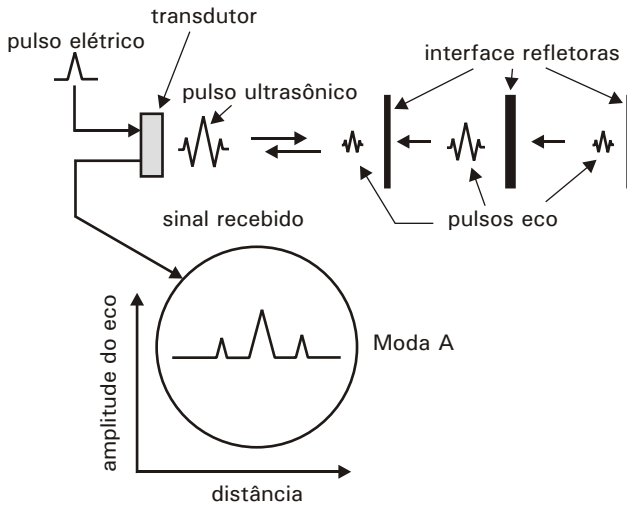 transdutor
pulso elétrico
interface refletoras
pulso ultrasônico
pulsos eco
sinal recebido
amplitude do eco
Moda A
distância